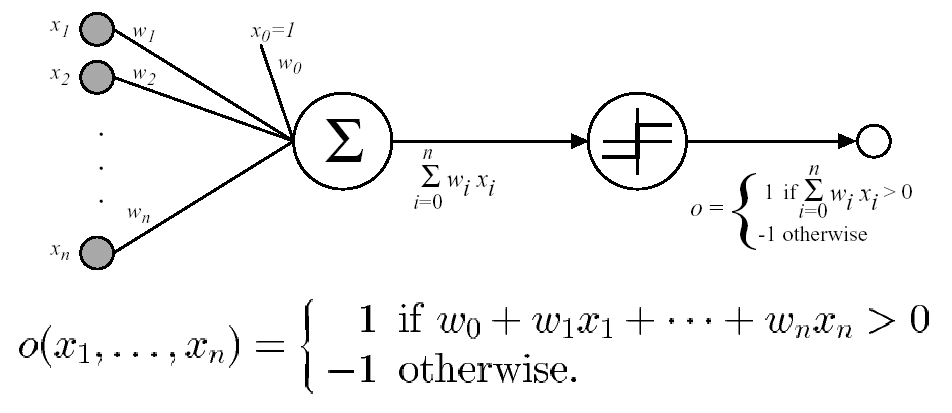 x1 w1 x0=1
w0
x2 w2
Σ
n
Σ wi xi
i=0
wn
xn
o = { 1 if n Σ i=0 wi xi > 0
-1 otherwise
o(x1, . . . , xn) = { 1 if w0 + w1x1 + · · · + wnxn > 0
−1 otherwise.